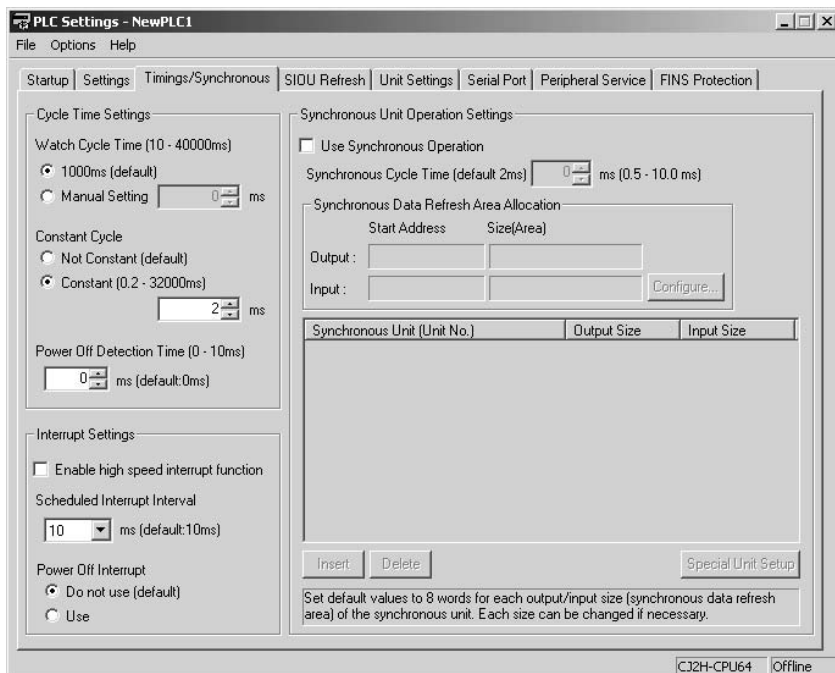 PLC Settings - NewPLC1
File Options Help
Startup Settings Timings/Synchronous SIOU Refresh Unit Settings Serial Port Peripheral Service FINS Protection
Cycle Time Settings
Watch Cycle Time (10 - 40000ms)
1000ms (default)
Manual Setting 0 ms
Constant Cycle
Not Constant (default)
Constant (0.2 - 32000ms)
2 ms
Power Off Detection Time (0 - 10ms)
0 ms (default:0ms)
Interrupt Settings
Enable high speed interrupt function
Scheduled Interrupt Interval
10 ms (default:10ms)
Power Off Interrupt
Do not use (default)
Use
Synchronous Unit Operation Settings
Use Synchronous Operation
Synchronous Cycle Time (default 2ms) 0 ms (0.5 - 10.0 ms)
Synchronous Data Refresh Area Allocation
Start Address Size(Area)
Output :
Input : Configure...
Synchronous Unit (Unit No.) Output Size Input Size
Insert Delete Special Unit Setup
Set default values to 8 words for each output/input size (synchronous data refresh
area) of the synchronous unit. Each size can be changed if necessary.
CJ2H-CPU64 Offline